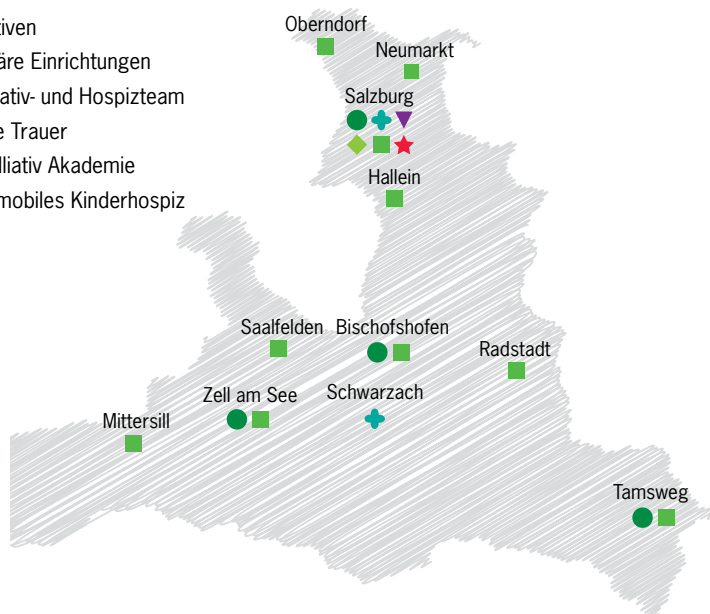 tiven
äre Einrichtungen
ativ- und Hospizteam
e Trauer
lliativ Akademie
mobiles Kinderhospiz
Oberndorf
Neumarkt
Salzburg
Hallein
Saalfelden
Bischofshofen
Radstadt
Zell am See
Schwarzach
Mittersill
Tamsweg